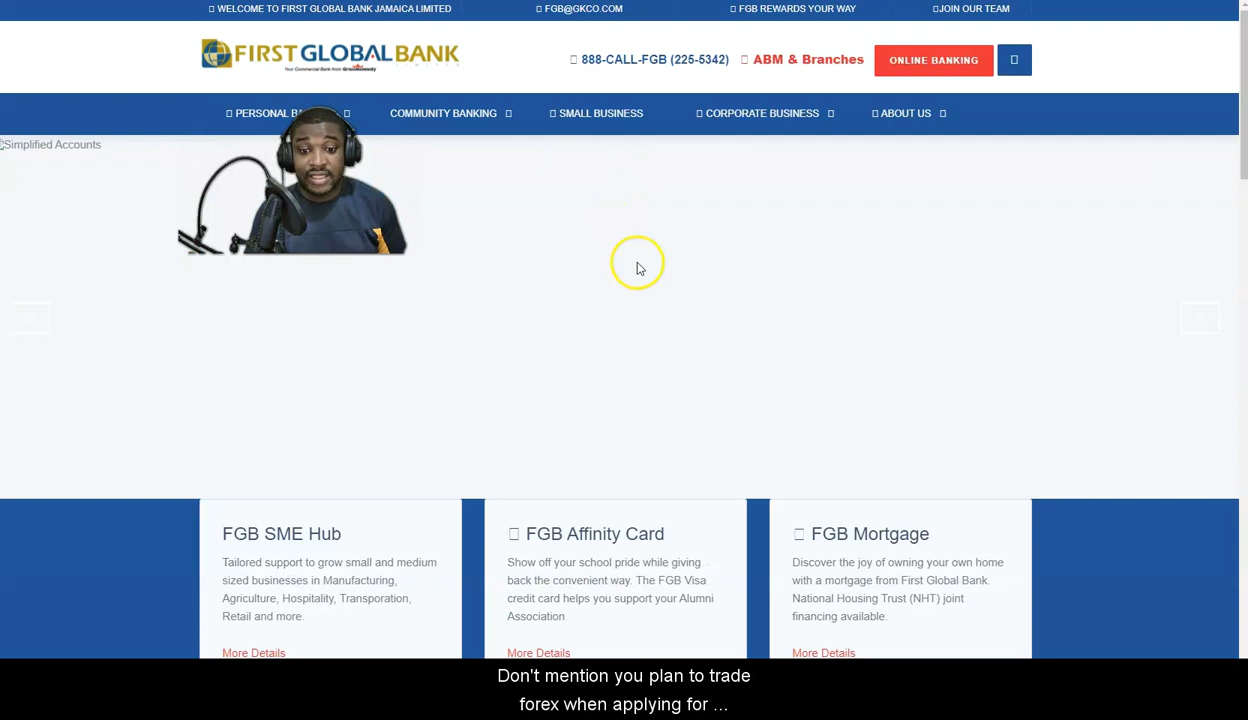 WELCOME TO FIRST GLOBAL BANK JAMAICA LIMITED
FGB@GKCO.COM
FGB REWARDS YOUR WAY
JOIN OUR TEAM
FIRST GLOBAL BANK
Your Commercial Bank from GraceKennedy
888-CALL-FGB (225-5342)
ABM & Branches
ONLINE BANKING
PERSONAL BA
COMMUNITY BANKING
SMALL BUSINESS
CORPORATE BUSINESS
ABOUT US
Simplified Accounts
FGB SME Hub
Tailored support to grow small and medium
sized businesses in Manufacturing,
Agriculture, Hospitality, Transporation,
Retail and more.
More Details
FGB Affinity Card
Show off your school pride while giving
back the convenient way. The FGB Visa
credit card helps you support your Alumni
Association.
More Details
FGB Mortgage
Discover the joy of owning your own home
with a mortgage from First Global Bank.
National Housing Trust (NHT) joint
financing available.
More Details
Don't mention you plan to trade
forex when applying for ...